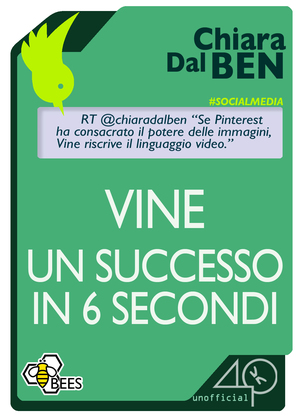 Chiara
Dal BEN
#SOCIALMEDIA
RT @chiaradalben “Se Pinterest
ha consacrato il potere delle immagini,
Vine riscrive il linguaggio video.”
VINE
UN SUCCESSO
IN 6 SECONDI
BEES
40K
unofficial